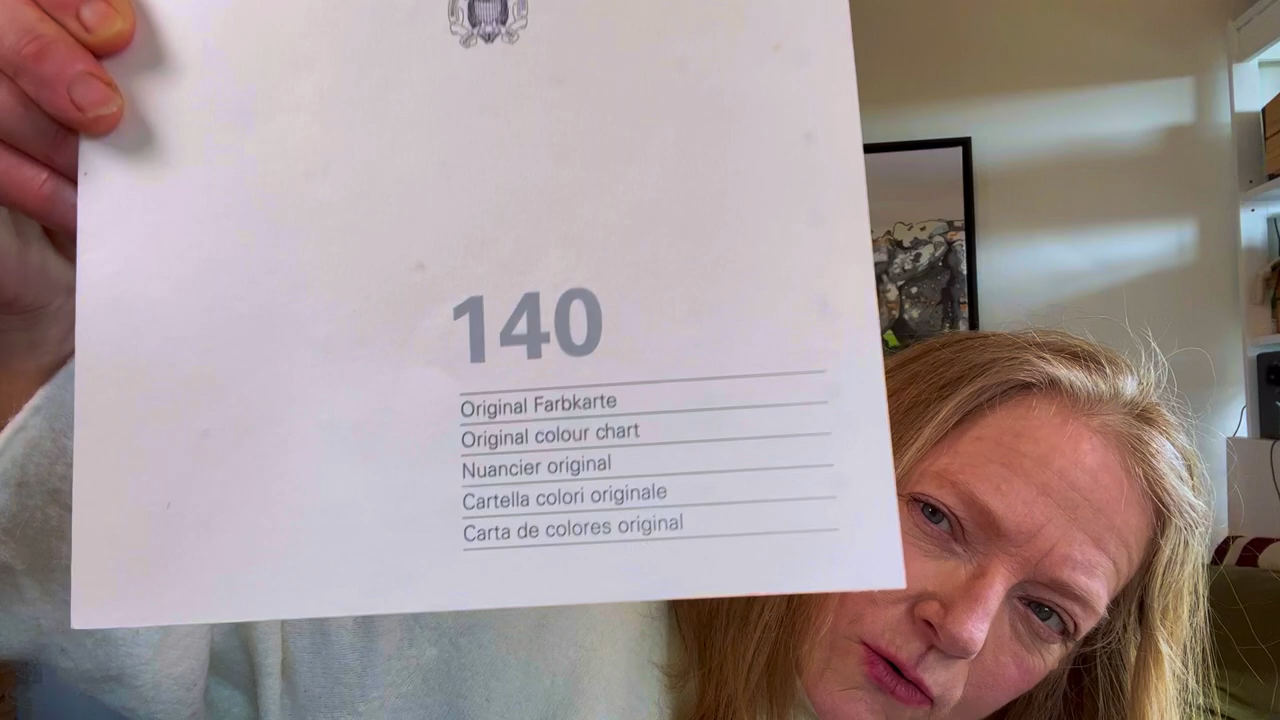 140
Original Farbkarte
Original colour chart
Nuancier original
Cartella colori originale
Carta de colores original